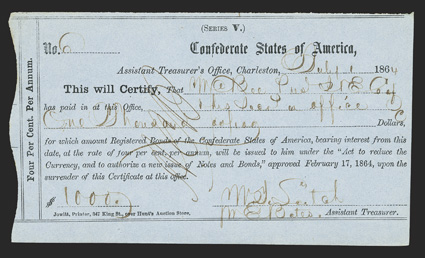 (SERIES V.)
No. 6
Confederate States of America,
Assistant Treasurer's Office, Charleston, July 1 1864
This will Certify, That
has paid in at this Office,
One Thousand Dollars,
for which amount Registered Bonds of the Confederate States of America, bearing interest from this
date, at the rate of four per cent. per annum, will be issued to him under the "Act to reduce the
Currency, and to authorize a new issue of Notes and Bonds," approved February 17, 1864, upon the
surrender of this Certificate at this office.
$ 1000
Assistant Treasurer.
Jowitt, Printer, 347 King St., over Hunt's Auction Store,
Four Per Cent. Per Annum.